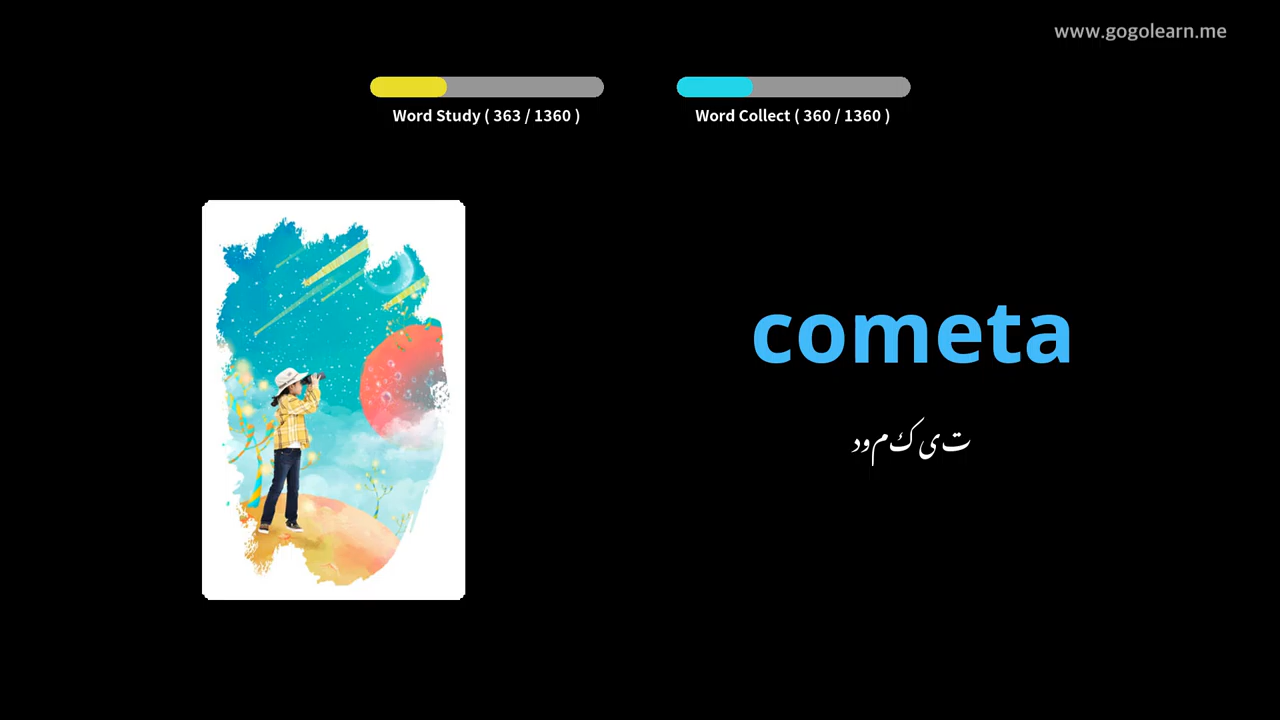 www.gogolearn.me
Word Study ( 363 / 1360 )
Word Collect ( 360 / 1360 )
cometa
ت ی ک م و د